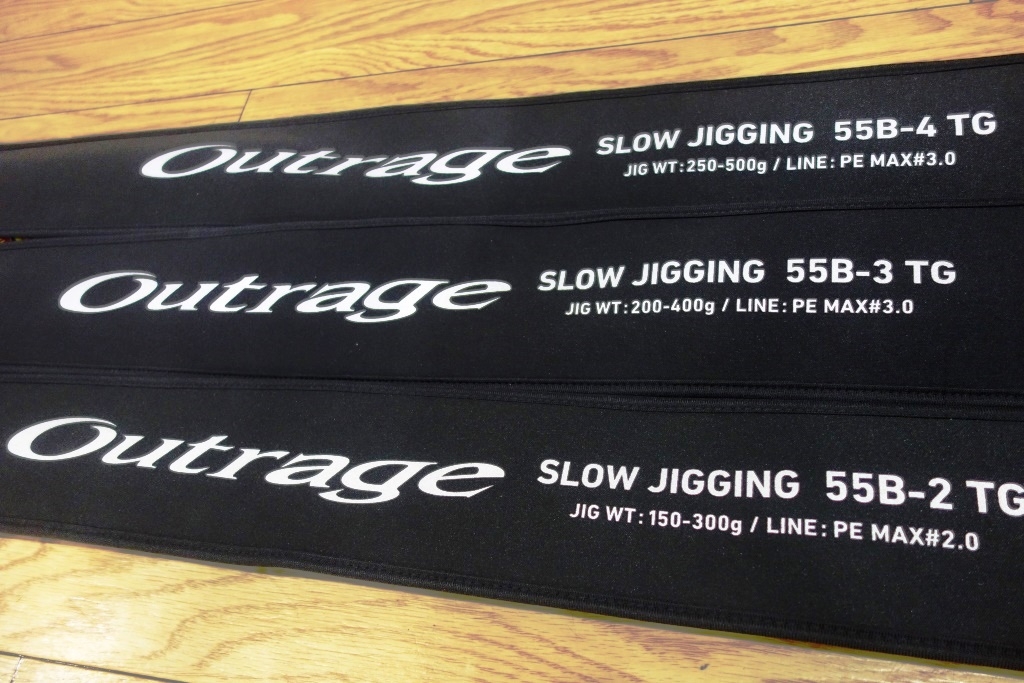 Outrage SLOW JIGGING 55B-4 TG
JIG WT:250-500g / LINE: PE MAX#3.0
Outrage SLOW JIGGING 55B-3 TG
JIG WT:200-400g / LINE: PE MAX#3.0
Outrage SLOW JIGGING 55B-2 TG
JIG WT:150-300g / LINE: PE MAX#2.0